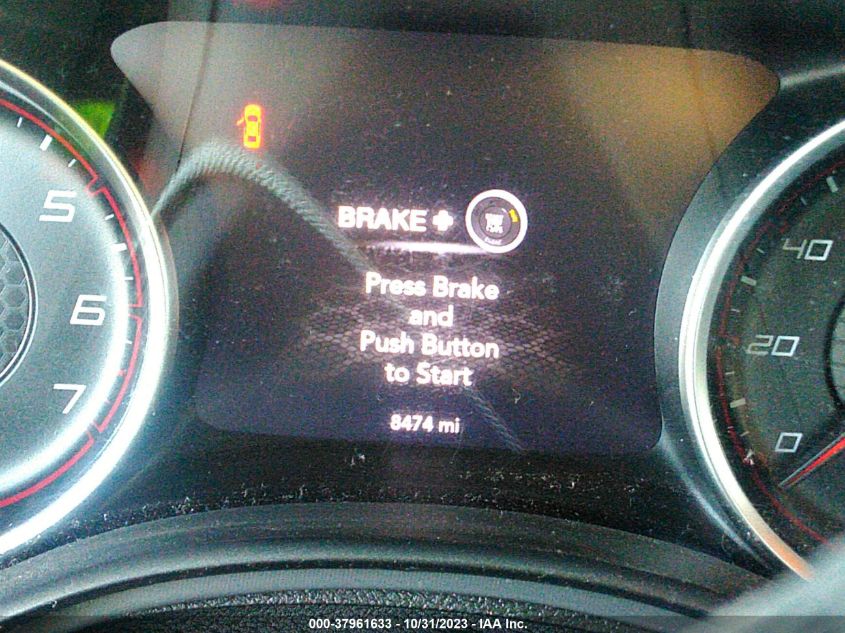 5
6
7
BRAKE +
Press Brake
and
Push Button
to Start
8474 mi
40
20
0
000-37961633 - 10/31/2023 - IAA Inc.